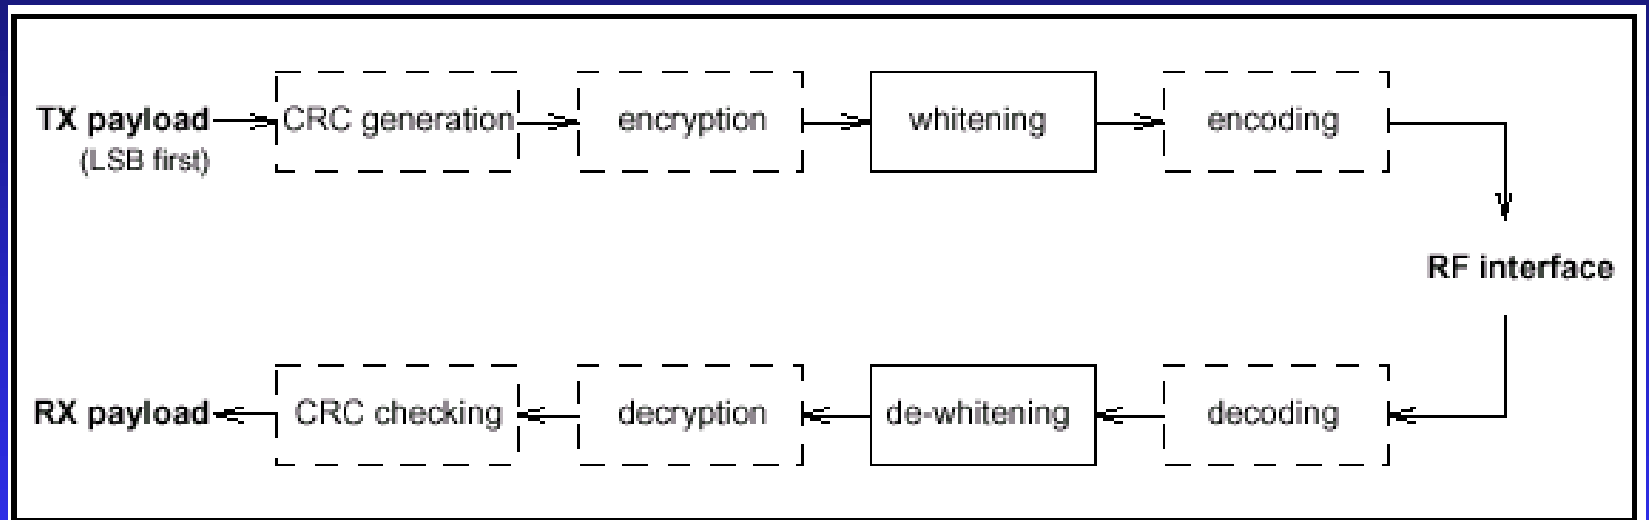 TX payload
(LSB first)
CRC generation
encryption
whitening
encoding
RF interface
RX payload
CRC checking
decryption
de-whitening
decoding